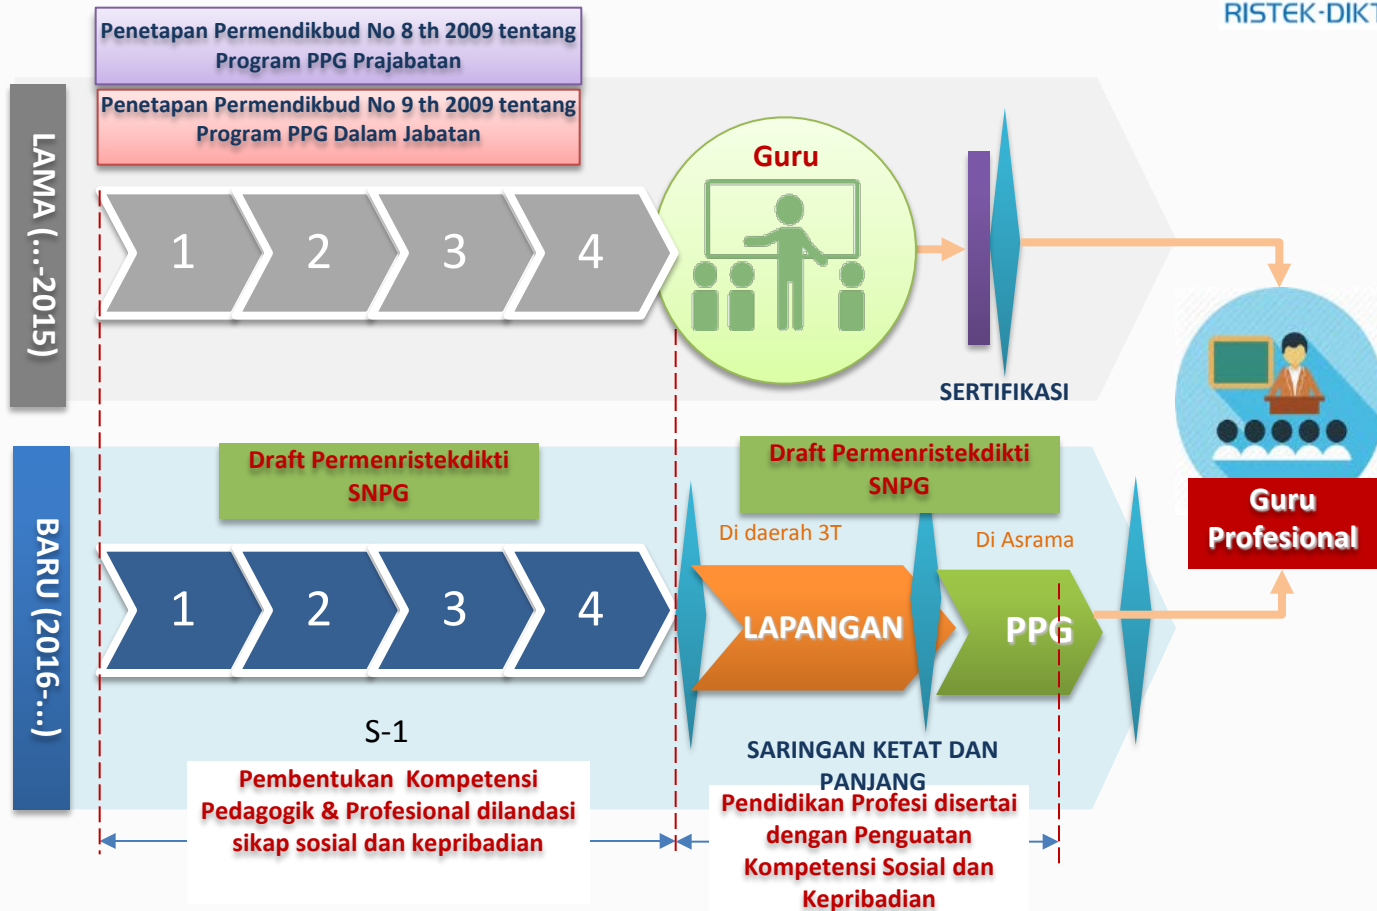 RISTEK-DIKT
Penetapan Permendikbud No 8 th 2009 tentang
Program PPG Prajabatan
Penetapan Permendikbud No 9 th 2009 tentang
Program PPG Dalam Jabatan
LAMA (...-2015)
1
2
3
4
Guru
SERTIFIKASI
Guru
Profesional
BARU (2016-...)
Draft Permenristekdikti
SNPG
Draft Permenristekdikti
SNPG
Di daerah 3T
Di Asrama
1
2
3
4
LAPANGAN
PPG
S-1
SARINGAN KETAT DAN
PANJANG
Pembentukan Kompetensi
Pedagogik & Profesional dilandasi
sikap sosial dan kepribadian
Pendidikan Profesi disertai
dengan Penguatan
Kompetensi Sosial dan
Kepribadian